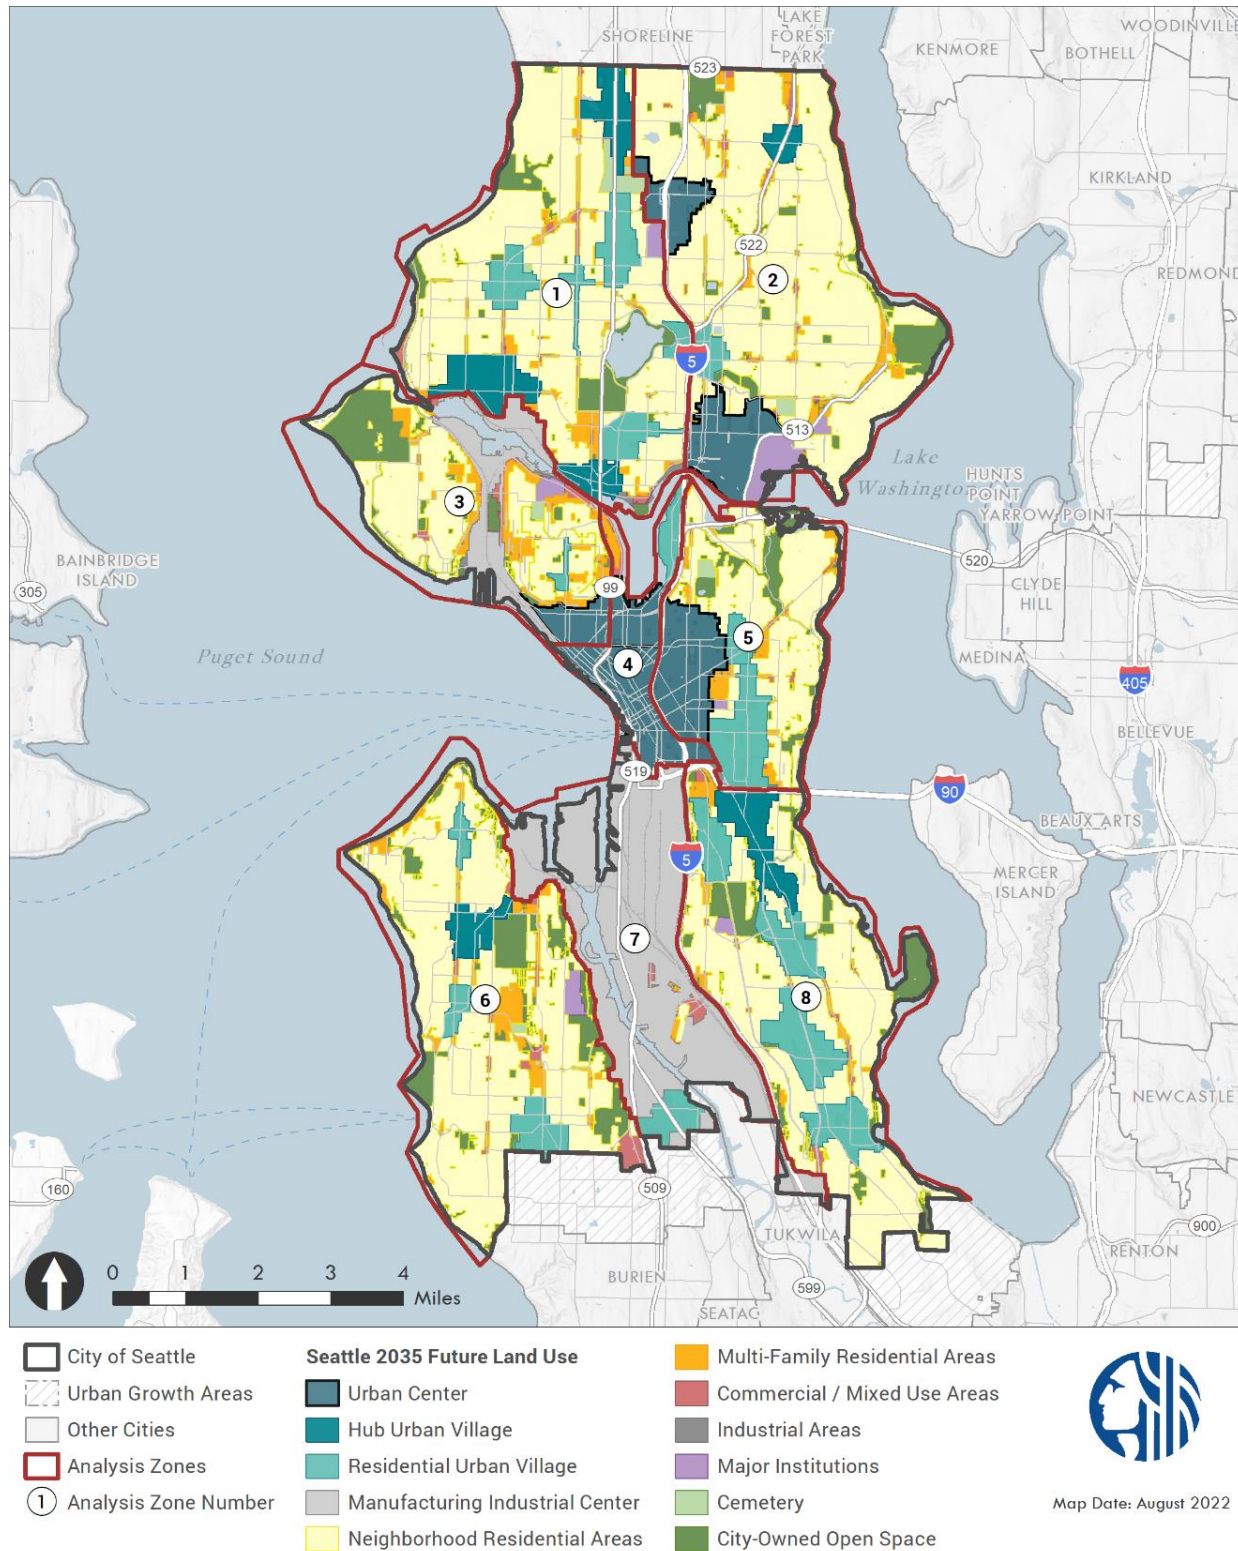 SHORELINE
LAKE
FOREST
PARK
KENMORE
BOTHELL
WOODINVILLE
523
KIRKLAND
522
REDMOND
1
2
5
513
Lake
Washington
HUNTS
POINT
YARROW POINT
3
BAINBRIDGE
ISLAND
305
520
CLYDE
HILL
99
5
Puget Sound
4
MEDINA
405
BELLEVUE
519
90
BEAUX ARTS
5
MERCER
ISLAND
7
6
8
NEWCASTLE
160
509
TUKWILA
900
RENTON
BURIEN
599
SEATAC
0 1 2 3 4
Miles
City of Seattle
Urban Growth Areas
Other Cities
Analysis Zones
1 Analysis Zone Number
Seattle 2035 Future Land Use
Urban Center
Hub Urban Village
Residential Urban Village
Manufacturing Industrial Center
Neighborhood Residential Areas
Multi-Family Residential Areas
Commercial / Mixed Use Areas
Industrial Areas
Major Institutions
Cemetery
City-Owned Open Space
Map Date: August 2022